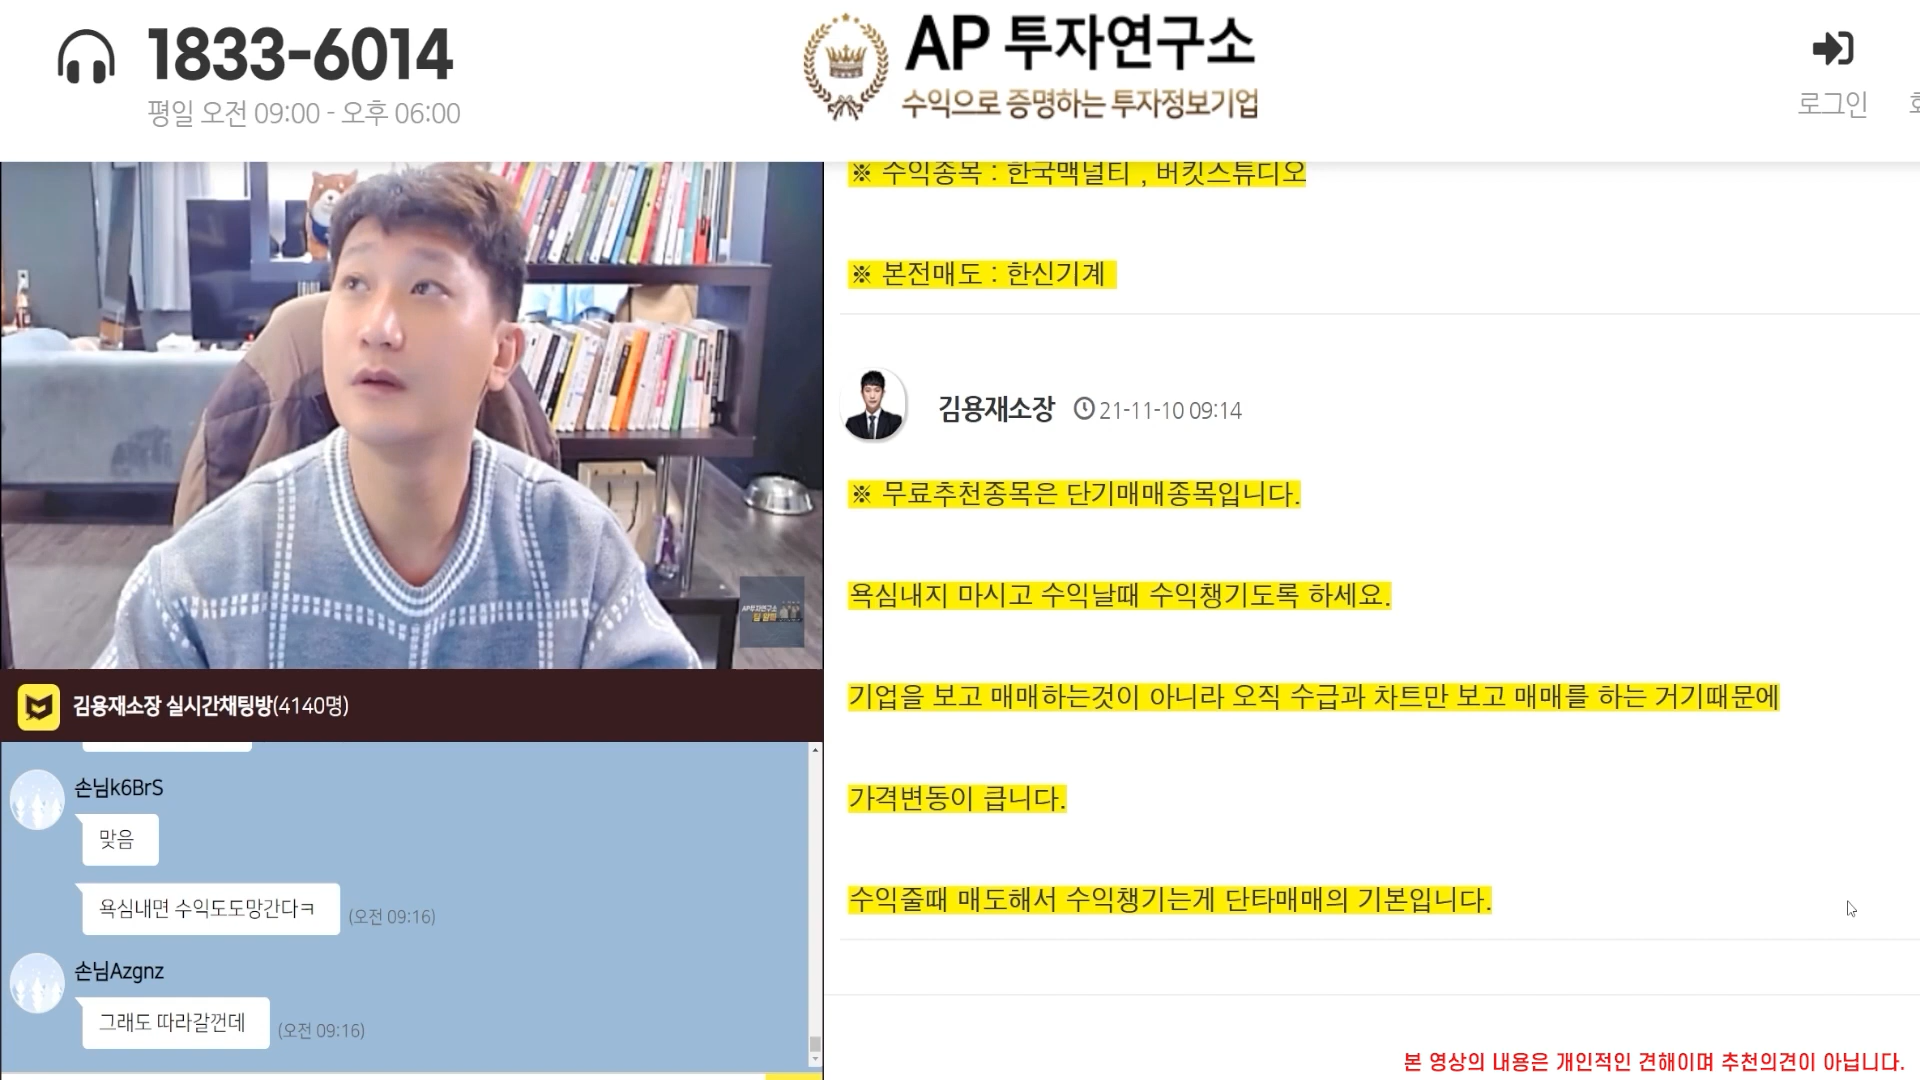 1833-6014
평일 오전 09:00 - 오후 06:00
AP 투자연구소
수익으로 증명하는 투자정보기업
로그인
※ 수익종목 : 한국맥널티 , 버킷스튜디오
※ 본전매도 : 한신기계
김용재소장 21-11-10 09:14
※ 무료추천종목은 단기매매종목입니다.
욕심내지 마시고 수익날때 수익챙기도록 하세요.
기업을 보고 매매하는것이 아니라 오직 수급과 차트만 보고 매매를 하는 거기때문에
가격변동이 큽니다.
수익줄때 매도해서 수익챙기는게 단타매매의 기본입니다.
AP투자연구소
김용재소장 실시간채팅방(4140명)
손님k6BrS
맞음
욕심내면 수익도도망간다ㅋ (오전 09:16)
손님Azgnz
그래도 따라갈껀데 (오전 09:16)
본 영상의 내용은 개인적인 견해이며 추천의견이 아닙니다.